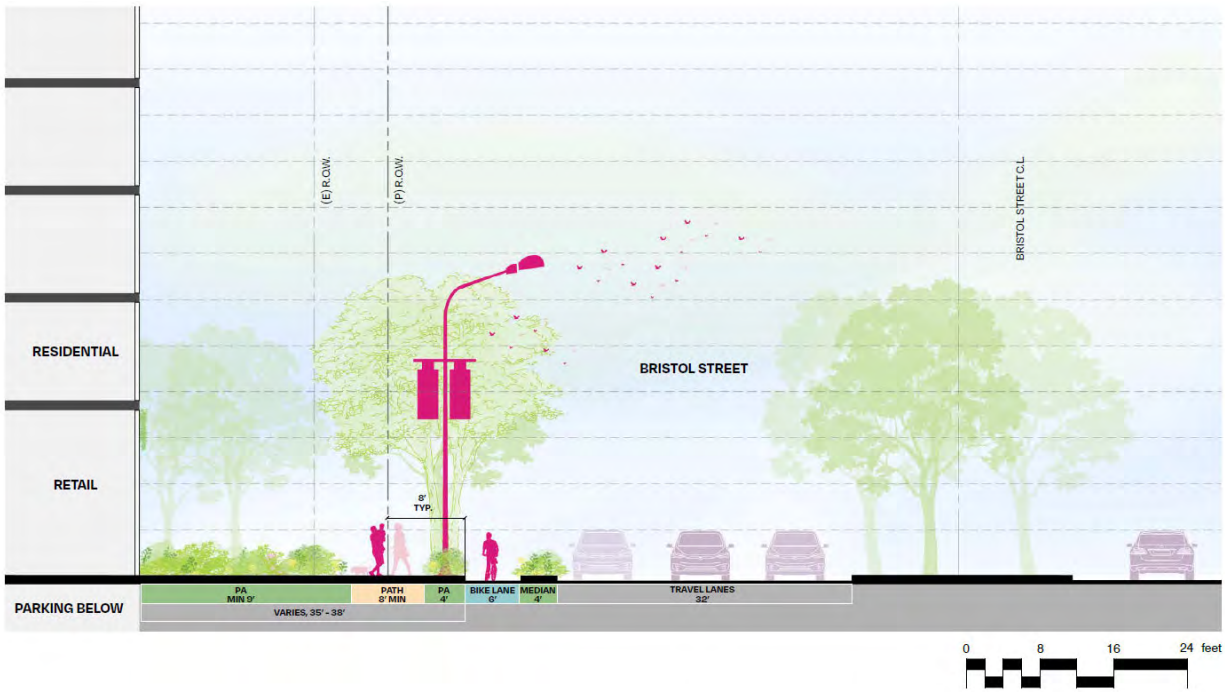 (E) R.O.W.
(P) R.O.W.
BRISTOL STREET C.L.
RESIDENTIAL
BRISTOL STREET
RETAIL
8'
TYP.
PARKING BELOW
PA
MIN 9'
PATH
8' MIN
PA
4'
BIKE LANE
6'
MEDIAN
4'
TRAVEL LANES
32'
VARIES, 35' - 38'
0 8 16 24 feet